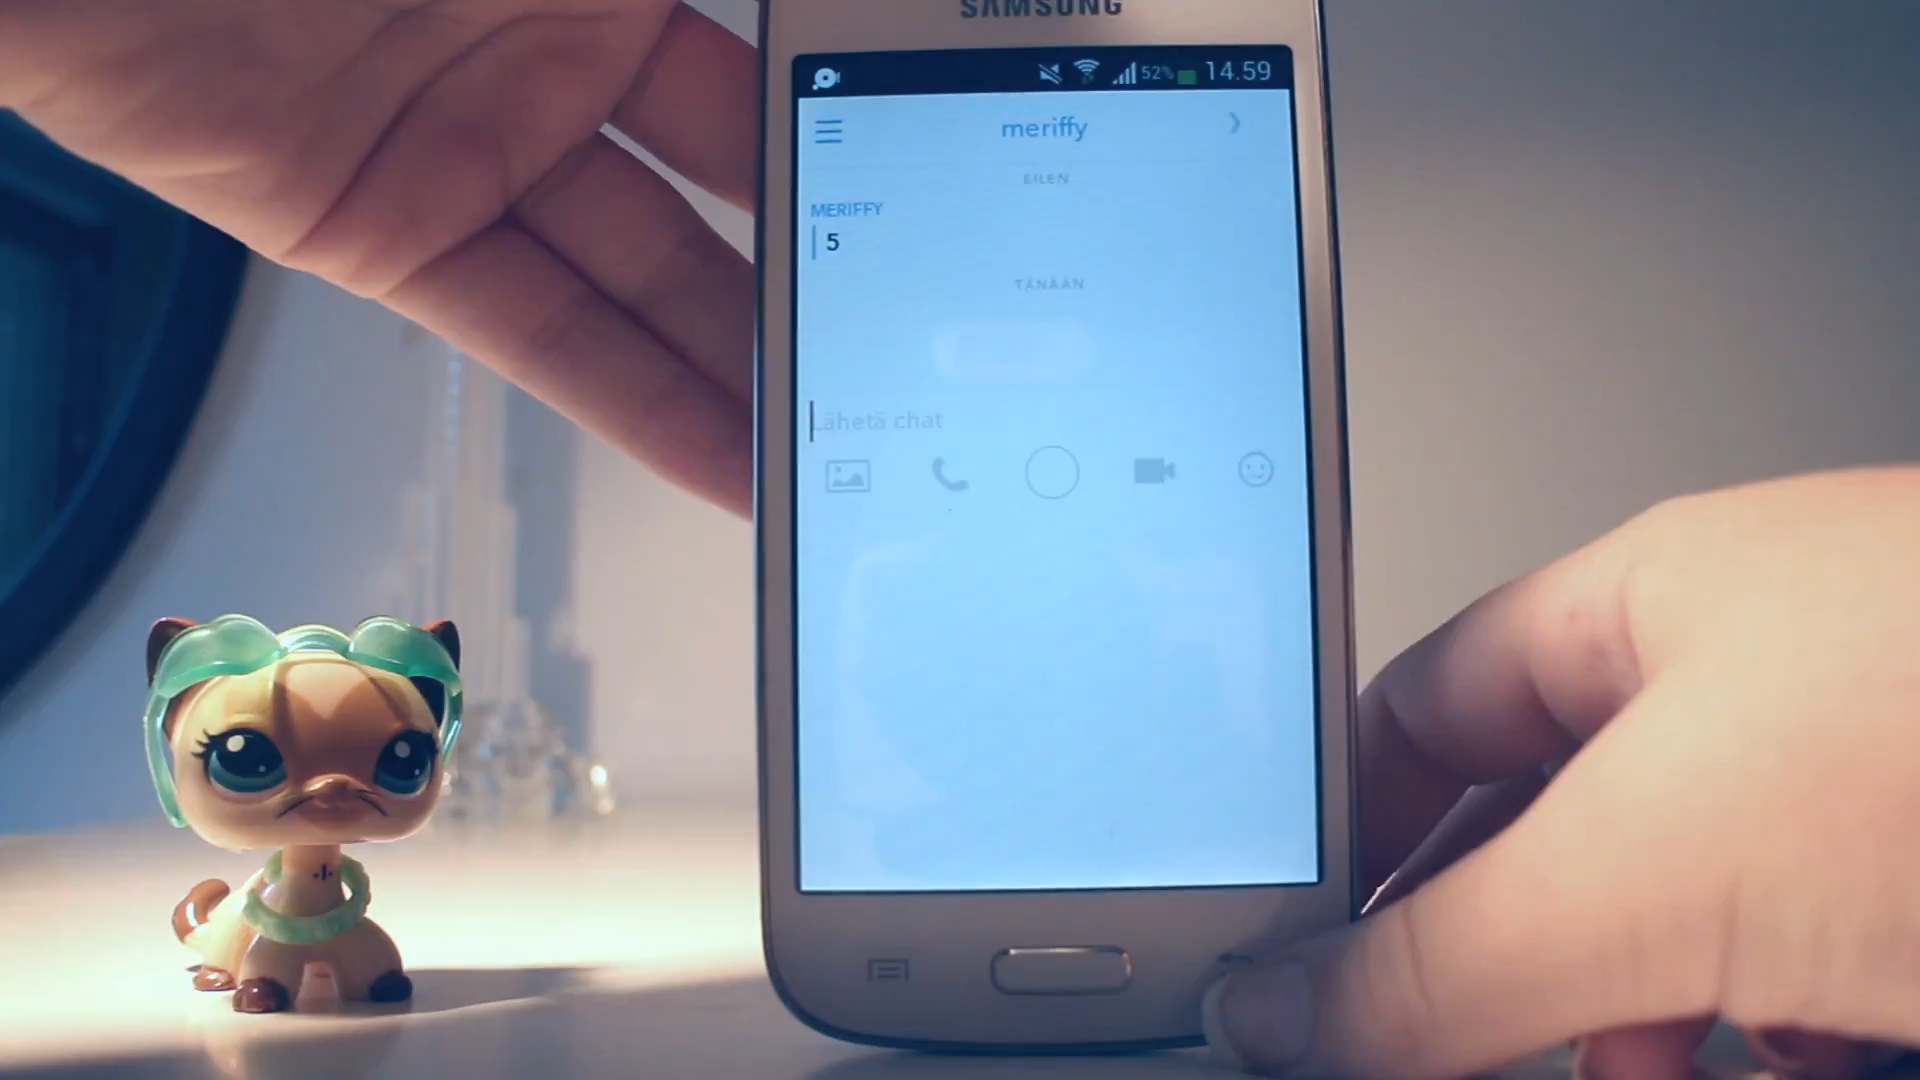 SAMSUNG
52% 14.59
meriffy
EILEN
MERIFFY
5
TÄNÄÄN
Lähetä chat